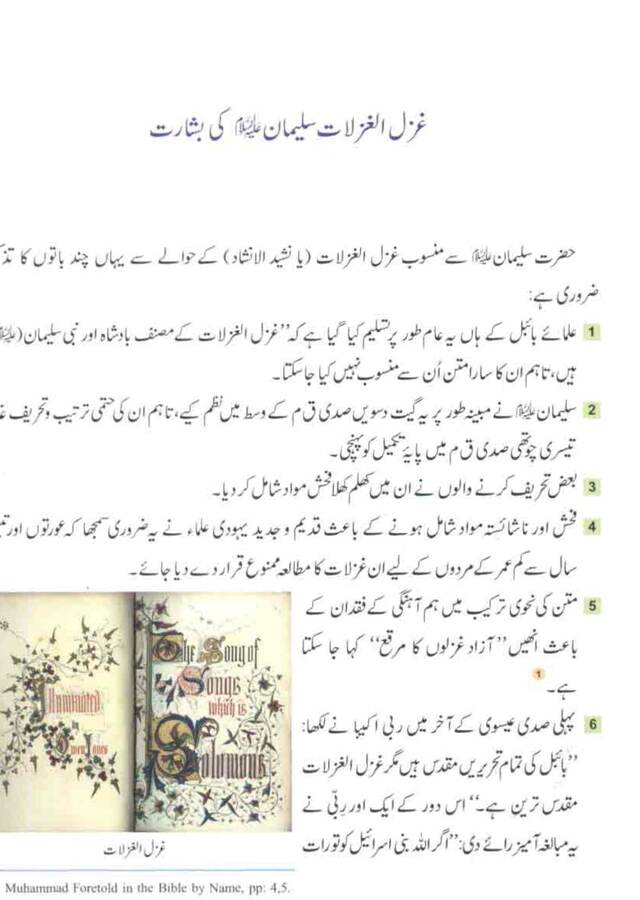 غزل الغزلات سلیمان علیہ السلام کی بشارت
حضرت سلیمان علیہ السلام سے منسوب غزل الغزلات (یا نشید الانشاد) کے حوالے سے یہاں چند باتوں کا
ضروری ہے:
1 علمائے بائبل کے ہاں یہ عام طور پر تسلیم کیا گیا ہے کہ ”غزل الغزلات کے مصنف بادشاہ اور نبی سلیمان (
ہیں، تاہم ان کا سارا متن اُن سے منسوب نہیں کیا جاسکتا۔
2 سلیمان علیہ السلام نے مبینہ طور پر یہ گیت دسویں صدی ق م کے وسط میں نظم کیے، تاہم ان کی حتمی ترتیب و تحریف
تیسری چوتھی صدی ق م میں پایۂ تکمیل کو پہنچی۔
3 بعض تحریف کرنے والوں نے ان میں کھلم کھلا فحش مواد شامل کر دیا۔
4 فحش اور ناشائستہ مواد شامل ہونے کے باعث قدیم و جدید یہودی علماء نے یہ ضروری سمجھا کہ عورتوں اور
سال سے کم عمر کے مردوں کے لیے ان غزلات کا مطالعہ ممنوع قرار دے دیا جائے۔
5 متن کی نحوی ترکیب میں ہم آہنگی کے فقدان کے
باعث انھیں ”آزاد غزلوں کا مرقع“ کہا جا سکتا
ہے۔ 1
6 پہلی صدی عیسوی کے آخر میں ربی اکیبا نے لکھا:
”بائبل کی تمام تحریریں مقدس ہیں مگر غزل الغزلات
مقدس ترین ہے۔“ اس دور کے ایک اور ربّی نے
یہ مبالغہ آمیز رائے دی: ”اگر اللہ بنی اسرائیل کو تورات
Illuminated
by
Owen Jones
The Song of
Songs
which is
Solomons
غزل الغزلات
Muhammad Foretold in the Bible by Name, pp: 4,5.